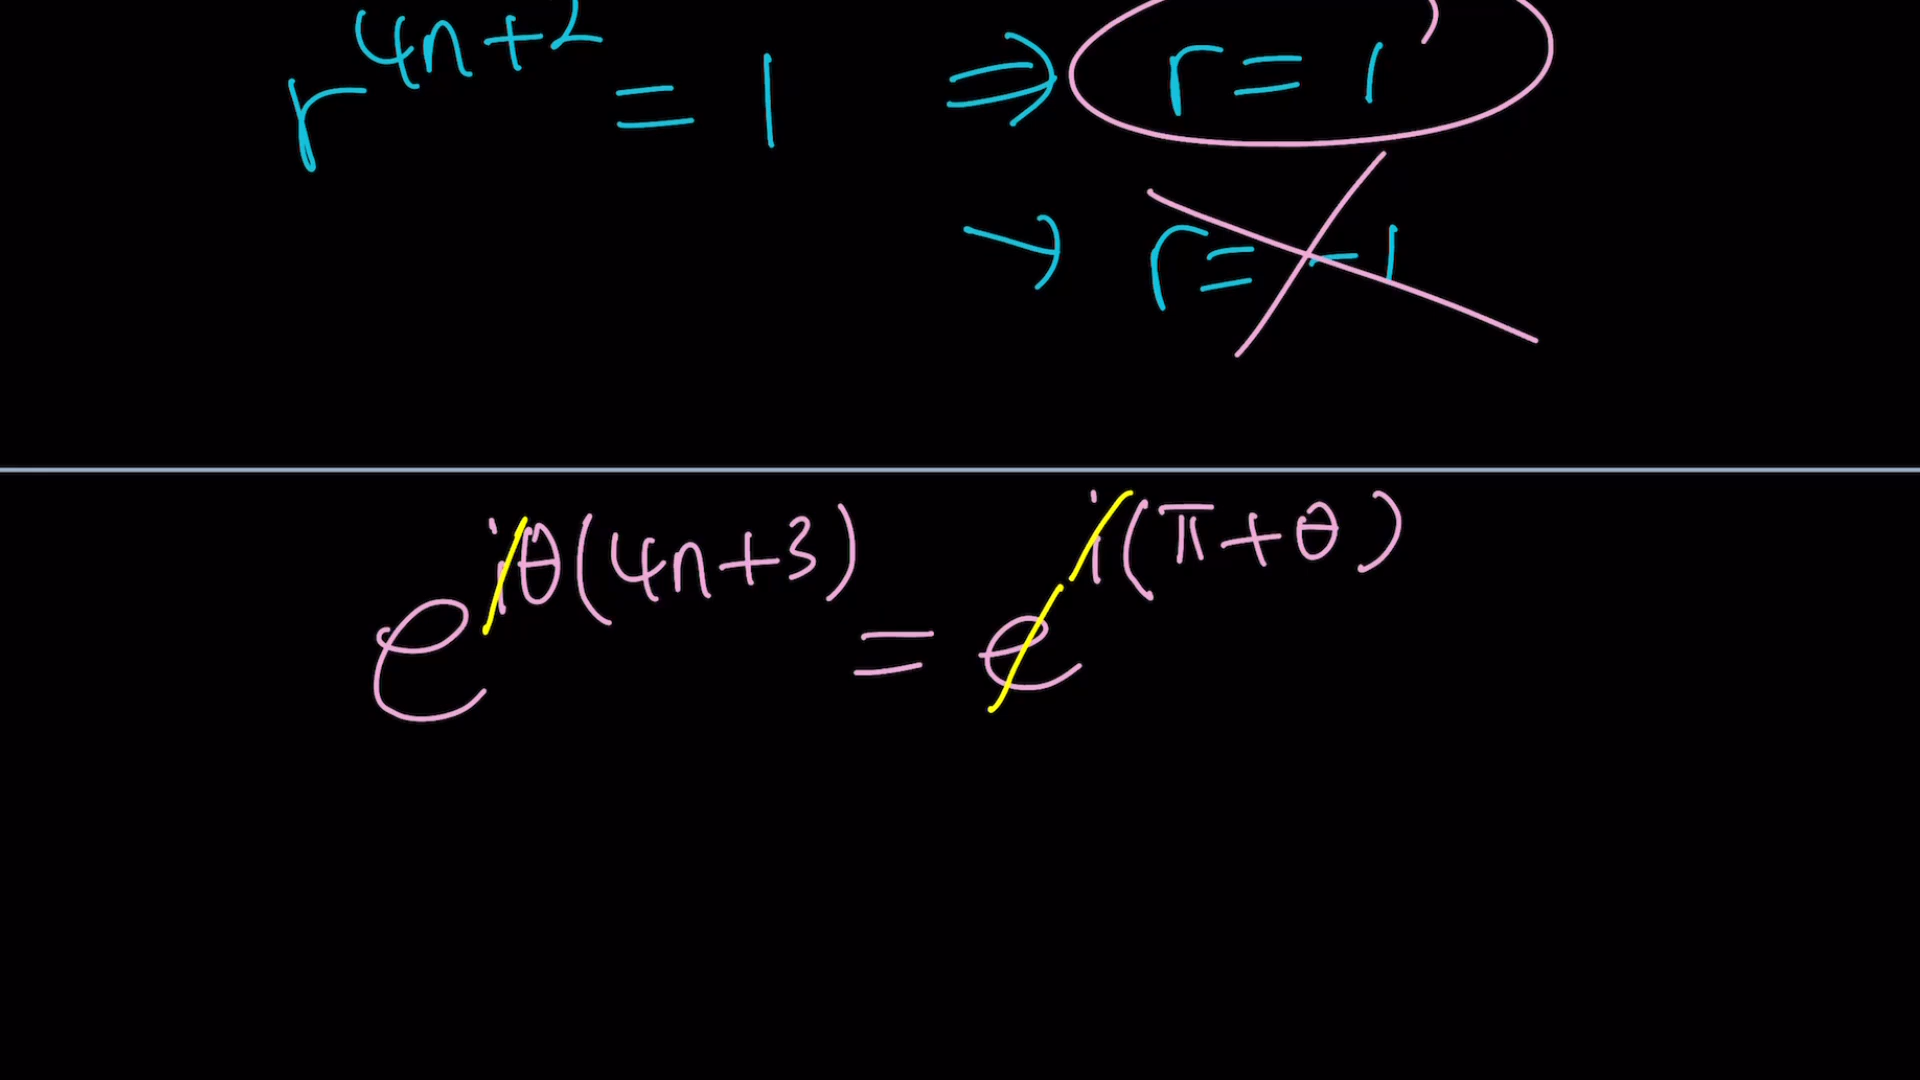 r^{4n+2} = 1 ⇒ r = 1
→ r = -1
e^{iθ(4n+3)} = e^{i(π+θ)}